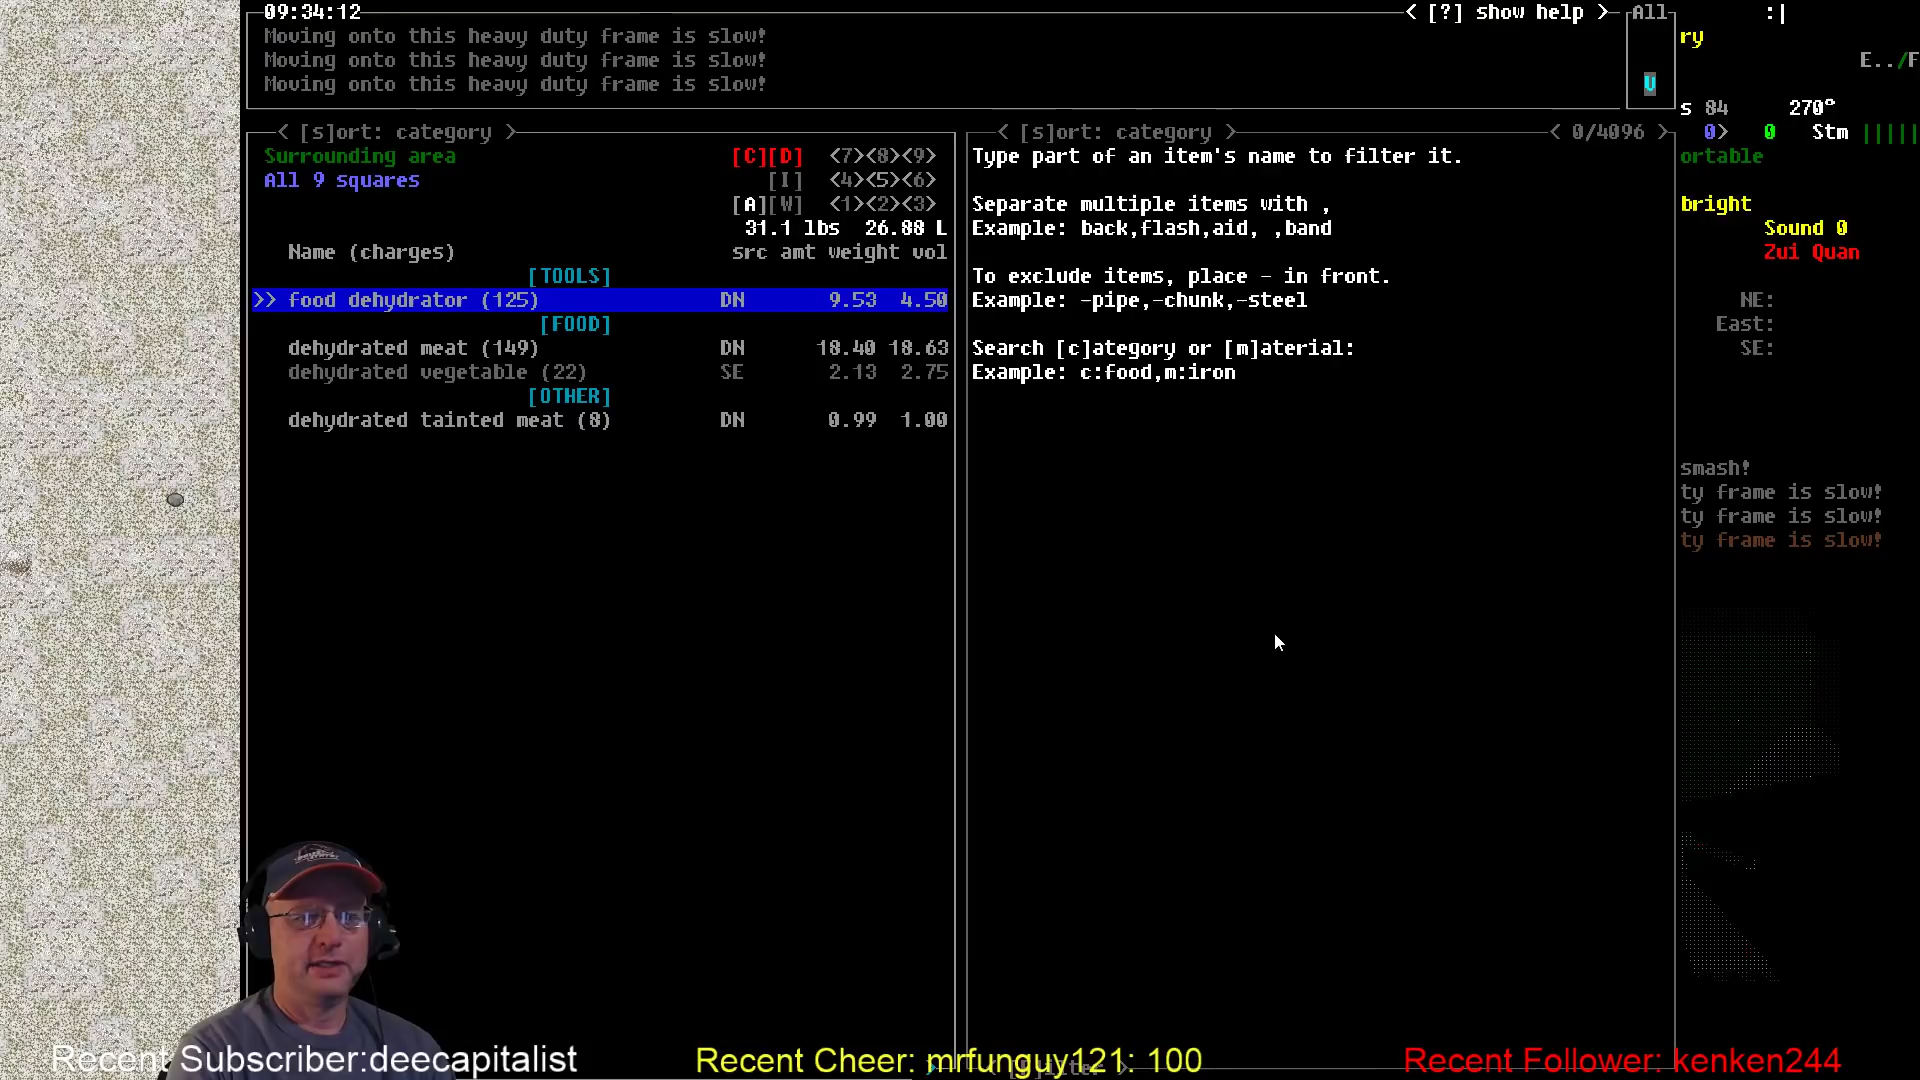 09:34:12
< [?] show help >
All
:|
Moving onto this heavy duty frame is slow!
Moving onto this heavy duty frame is slow!
Moving onto this heavy duty frame is slow!
ry
E../F
V
s 84 270°
0> 0 Stm |||||
ortable
bright
Sound 0
Zui Quan
NE:
East:
SE:
smash!
ty frame is slow!
ty frame is slow!
ty frame is slow!
< [s]ort: category >
Surrounding area [C][D] <7><8><9>
All 9 squares [I] <4><5><6>
[A][W] <1><2><3>
31.1 lbs 26.88 L
Name (charges) src amt weight vol
[TOOLS]
>> food dehydrator (125) DN 9.53 4.50
[FOOD]
dehydrated meat (149) DN 18.40 18.63
dehydrated vegetable (22) SE 2.13 2.75
[OTHER]
dehydrated tainted meat (8) DN 0.99 1.00
< [s]ort: category >
< 0/4096 >
Type part of an item's name to filter it.
Separate multiple items with ,
Example: back,flash,aid, ,band
To exclude items, place - in front.
Example: -pipe,-chunk,-steel
Search [c]ategory or [m]aterial:
Example: c:food,m:iron
Recent Subscriber:deecapitalist
Recent Cheer: mrfunguy121: 100
Recent Follower: kenken244